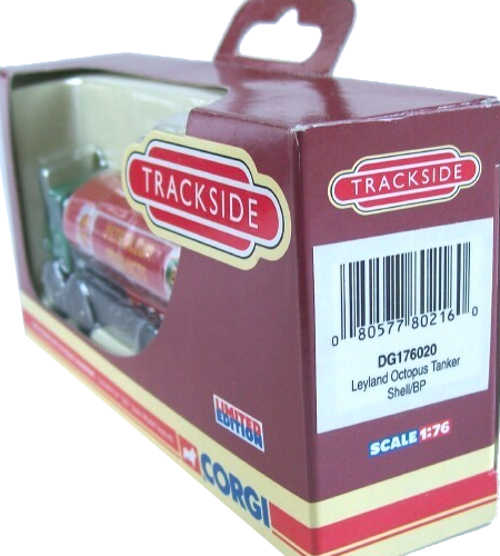 TRACKSIDE
LIMITED
EDITION
CORGI
TRACKSIDE
0 80577 80216 0
DG176020
Leyland Octopus Tanker
Shell/BP
SCALE 1:76